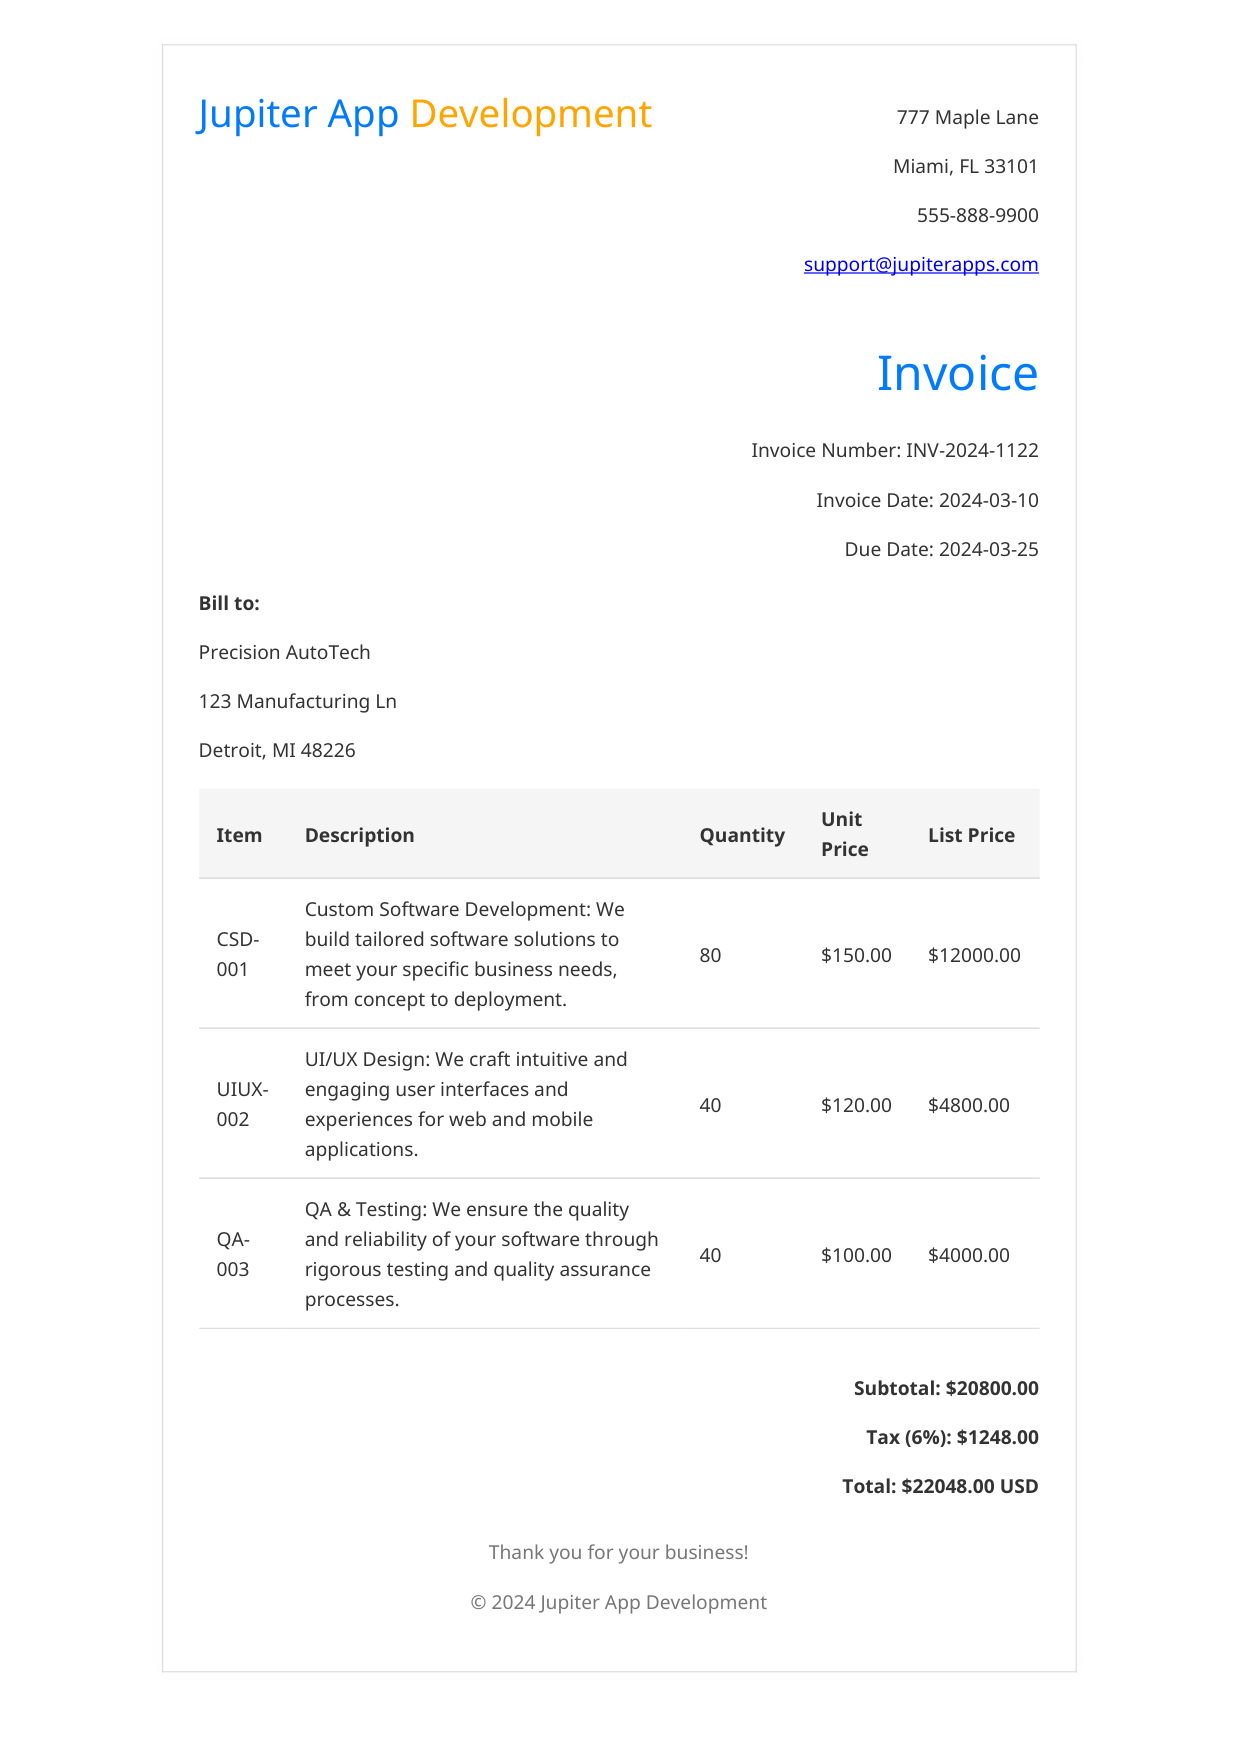 Jupiter App Development
777 Maple Lane
Miami, FL 33101
555-888-9900
support@jupiterapps.com
Invoice
Invoice Number: INV-2024-1122
Invoice Date: 2024-03-10
Due Date: 2024-03-25
Bill to:
Precision AutoTech
123 Manufacturing Ln
Detroit, MI 48226
Item Description Quantity Unit Price List Price
CSD-001 Custom Software Development: We
build tailored software solutions to
meet your specific business needs,
from concept to deployment. 80 $150.00 $12000.00
UIUX-002 UI/UX Design: We craft intuitive and
engaging user interfaces and
experiences for web and mobile
applications. 40 $120.00 $4800.00
QA-003 QA & Testing: We ensure the quality
and reliability of your software through
rigorous testing and quality assurance
processes. 40 $100.00 $4000.00
Subtotal: $20800.00
Tax (6%): $1248.00
Total: $22048.00 USD
Thank you for your business!
© 2024 Jupiter App Development